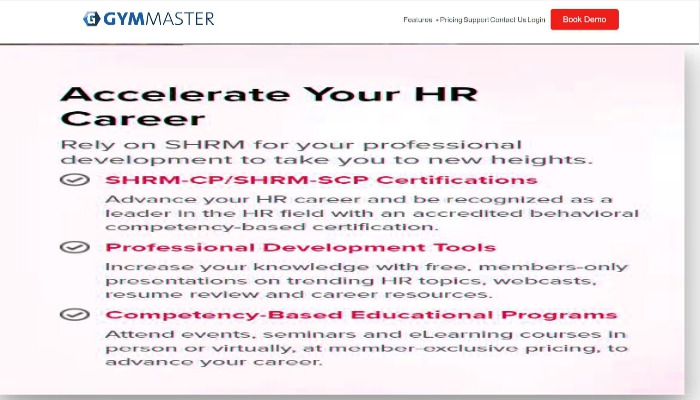 GYMMASTER
Features Pricing Support Contact Us Login Book Demo
Accelerate Your HR
Career
Rely on SHRM for your professional
development to take you to new heights.
SHRM-CP/SHRM-SCP Certifications
Advance your HR career and be recognized as a
leader in the HR field with an accredited behavioral
competency-based certification.
Professional Development Tools
Increase your knowledge with free, members-only
presentations on trending HR topics, webcasts,
resume review and career resources.
Competency-Based Educational Programs
Attend events, seminars and eLearning courses in
person or virtually, at member-exclusive pricing, to
advance your career.